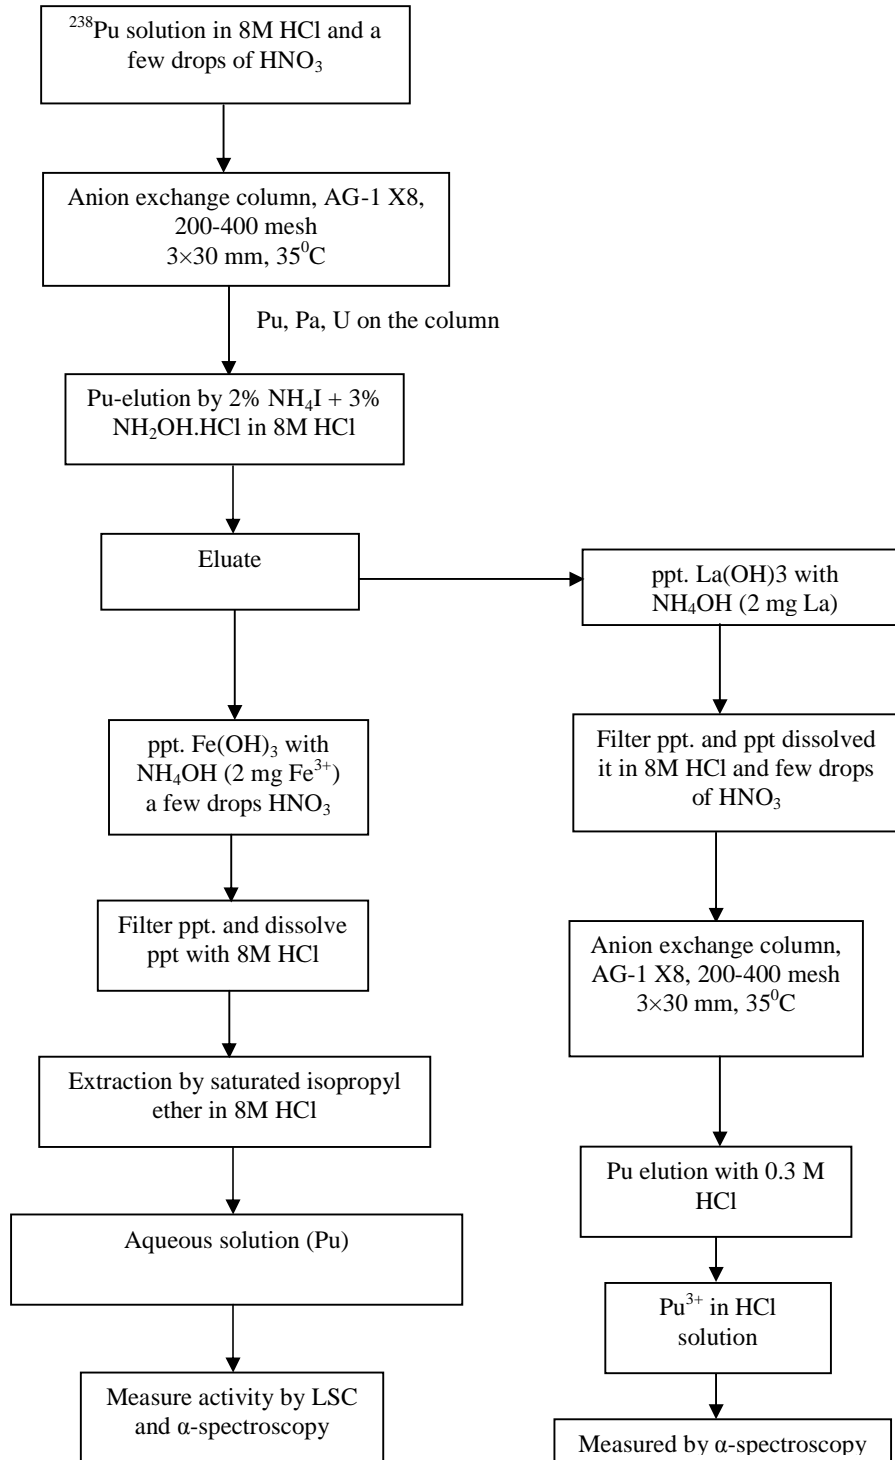 ²³⁸Pu solution in 8M HCl and a
few drops of HNO₃
Anion exchange column, AG-1 X8,
200-400 mesh
3×30 mm, 35⁰C
Pu, Pa, U on the column
Pu-elution by 2% NH₄I + 3%
NH₂OH.HCl in 8M HCl
Eluate
ppt. Fe(OH)₃ with
NH₄OH (2 mg Fe³⁺)
a few drops HNO₃
Filter ppt. and dissolve
ppt with 8M HCl
Extraction by saturated isopropyl
ether in 8M HCl
Aqueous solution (Pu)
Measure activity by LSC
and α-spectroscopy
ppt. La(OH)3 with
NH₄OH (2 mg La)
Filter ppt. and ppt dissolved
it in 8M HCl and few drops
of HNO₃
Anion exchange column,
AG-1 X8, 200-400 mesh
3×30 mm, 35⁰C
Pu elution with 0.3 M
HCl
Pu³⁺ in HCl
solution
Measured by α-spectroscopy